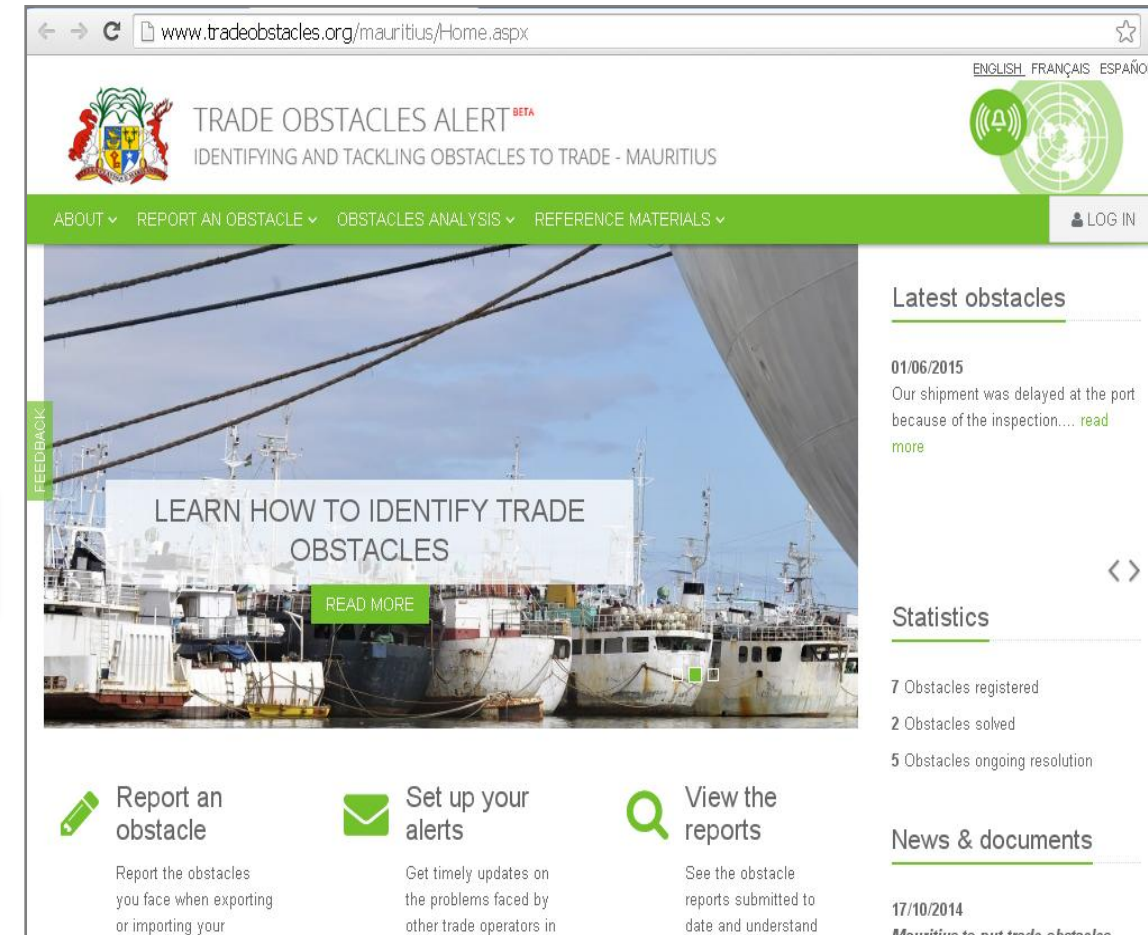 www.tradeobstacles.org/mauritius/Home.aspx
ENGLISH FRANÇAIS ESPAÑO
TRADE OBSTACLES ALERT BETA
IDENTIFYING AND TACKLING OBSTACLES TO TRADE - MAURITIUS
ABOUT REPORT AN OBSTACLE OBSTACLES ANALYSIS REFERENCE MATERIALS LOG IN
FEEDBACK
LEARN HOW TO IDENTIFY TRADE
OBSTACLES
READ MORE
Latest obstacles
01/06/2015
Our shipment was delayed at the port
because of the inspection.... read
more
Statistics
7 Obstacles registered
2 Obstacles solved
5 Obstacles ongoing resolution
News & documents
17/10/2014
Mauritius to put trade obstacles
Report an
obstacle
Report the obstacles
you face when exporting
or importing your
Set up your
alerts
Get timely updates on
the problems faced by
other trade operators in
View the
reports
See the obstacle
reports submitted to
date and understand